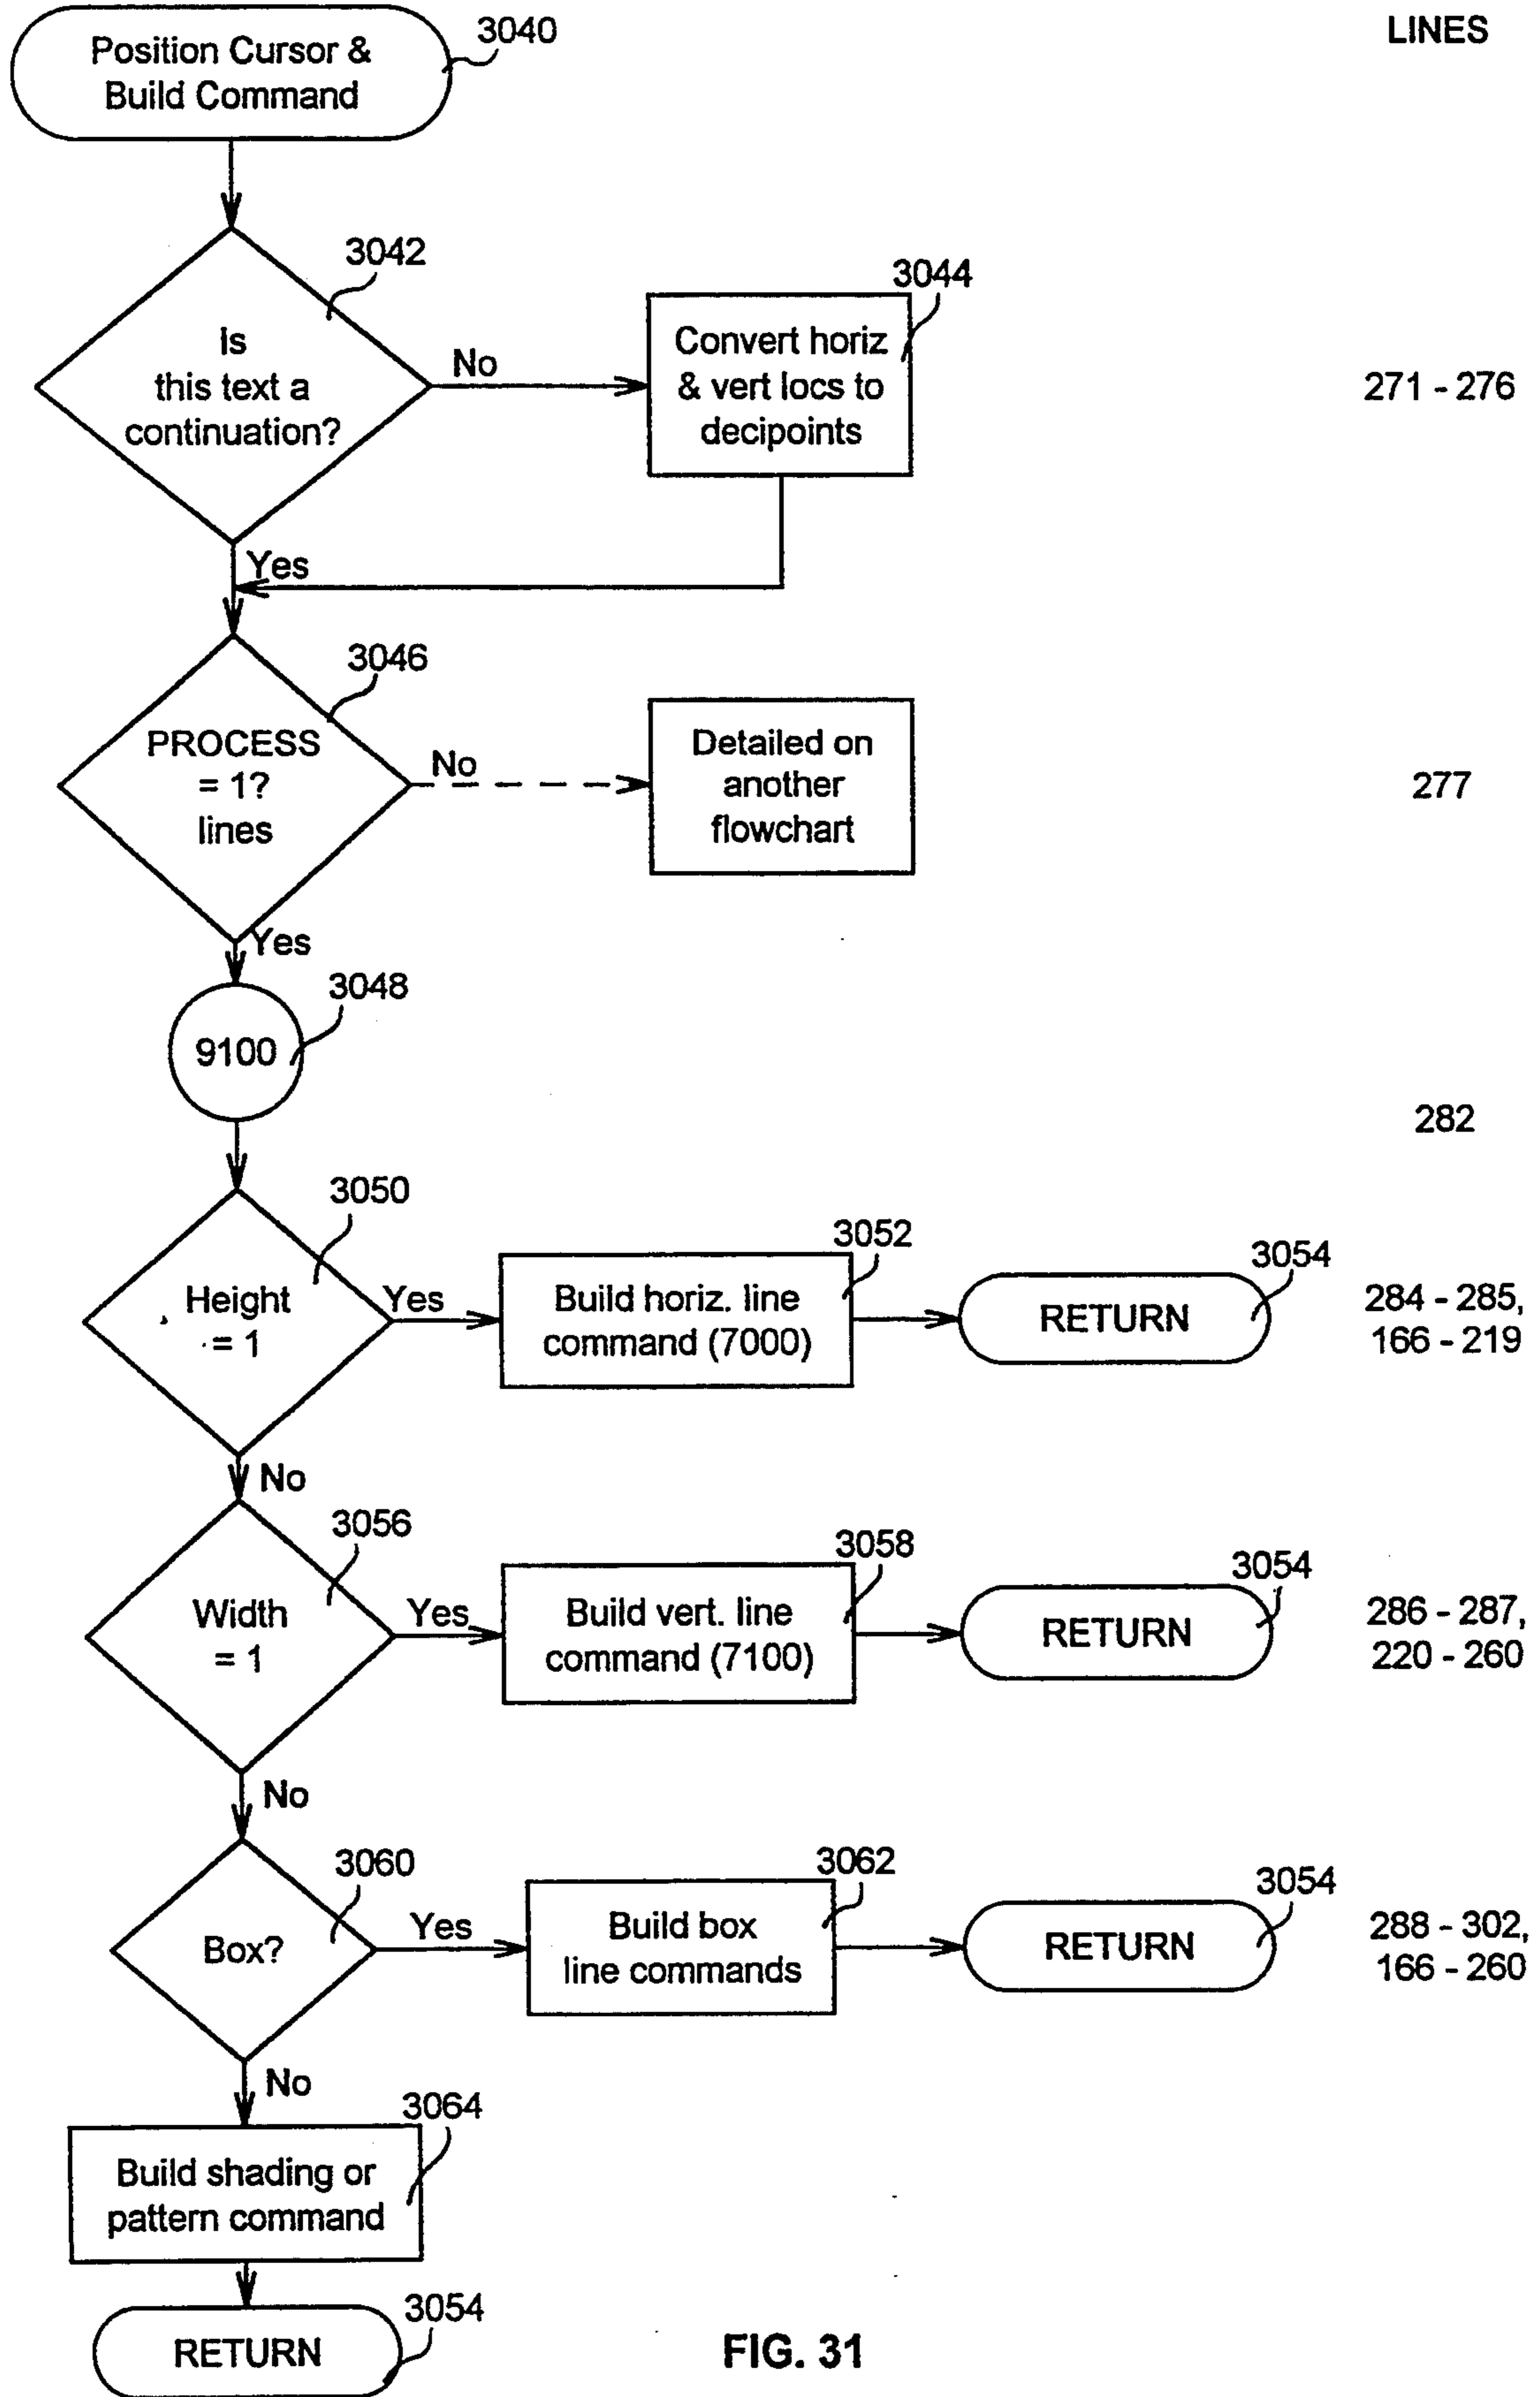 3040
LINES
Position Cursor &
Build Command
3042
3044
Is
this text a
continuation?
No
Convert horiz
& vert locs to
decipoints
271 - 276
Yes
3046
PROCESS
= 1?
lines
No
Detailed on
another
flowchart
277
Yes
3048
9100
282
3050
3052
3054
Height
= 1
Yes
Build horiz. line
command (7000)
RETURN
284 - 285,
166 - 219
No
3056
3058
3054
Width
= 1
Yes
Build vert. line
command (7100)
RETURN
286 - 287,
220 - 260
No
3060
3062
3054
Box?
Yes
Build box
line commands
RETURN
288 - 302,
166 - 260
No
3064
Build shading or
pattern command
3054
RETURN
FIG. 31